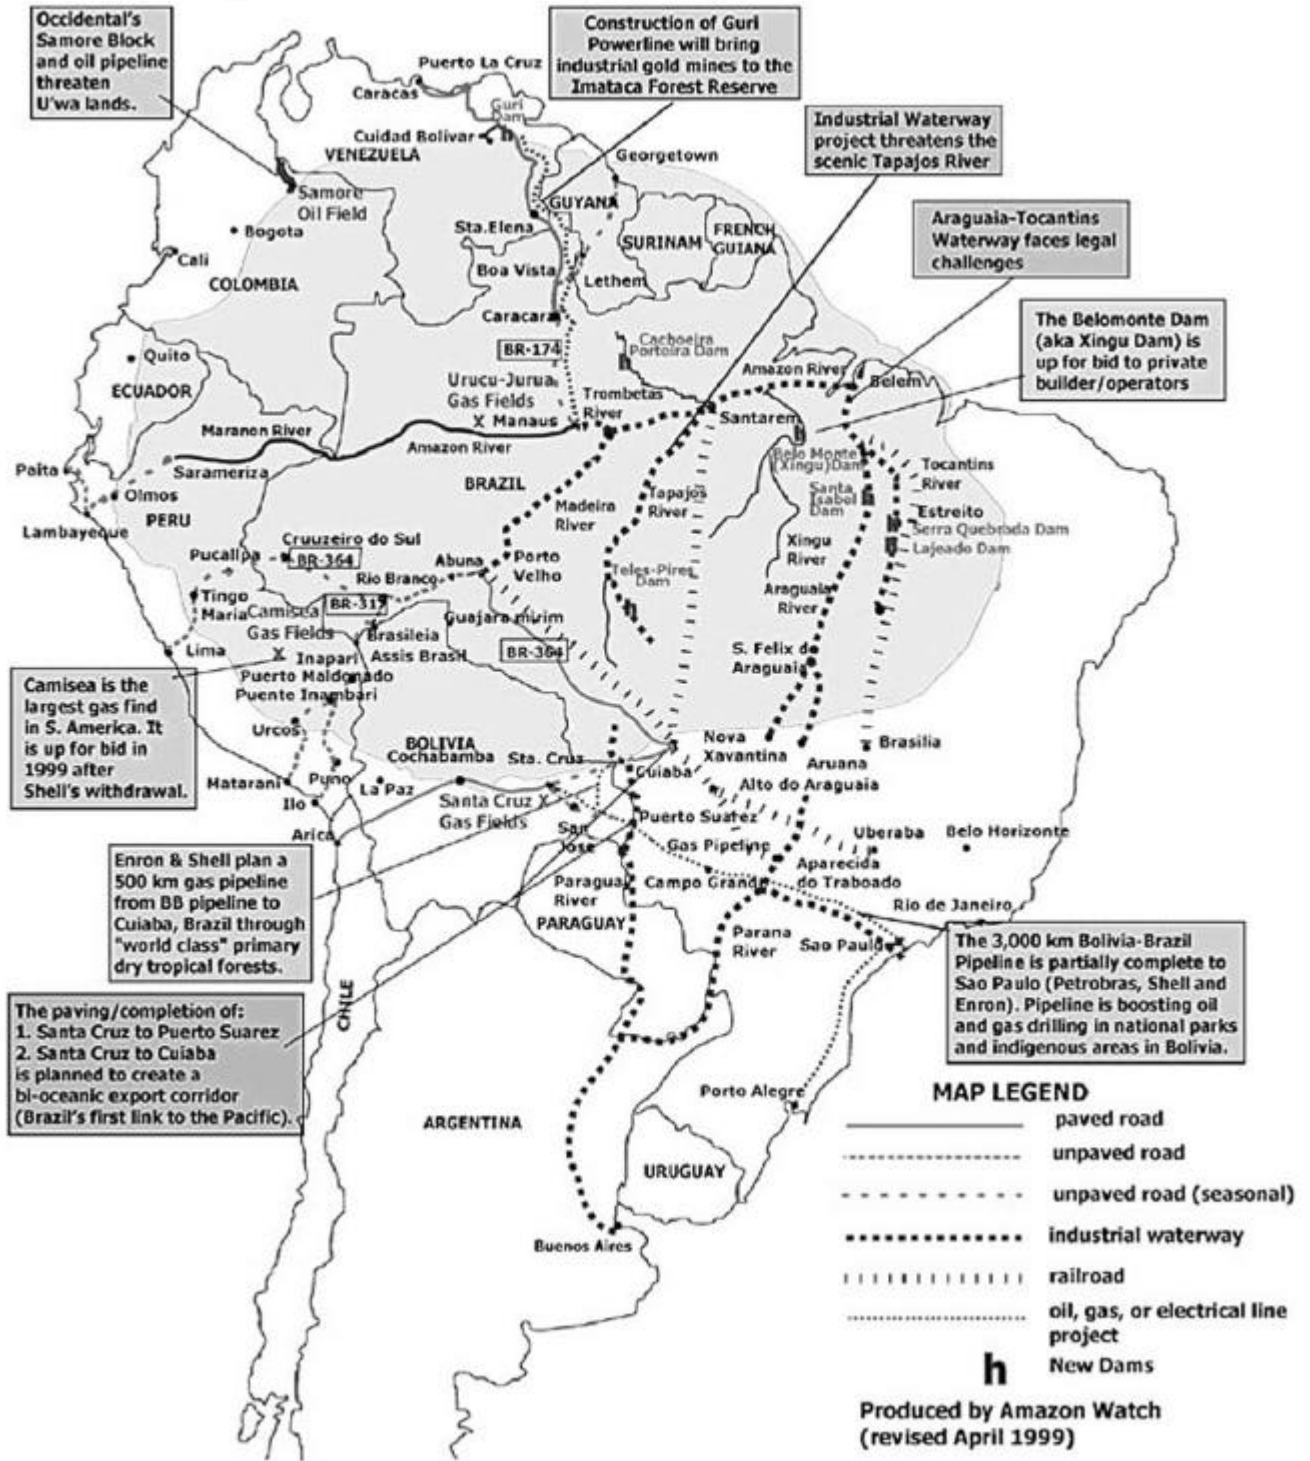 Occidental's
Samore Block
and oil pipeline
threaten
U'wa lands.
Construction of Guri
Powerline will bring
industrial gold mines to the
Imataca Forest Reserve
Industrial Waterway
project threatens the
scenic Tapajos River
Araguaia-Tocantins
Waterway faces legal
challenges
The Belomonte Dam
(aka Xingu Dam) is
up for bid to private
builder/operators
Puerto La Cruz
Caracas
Guri
Dam
h
Cuidad Bolivar
VENEZUELA
Georgetown
Samore
Oil Field
GUYANA
Bogota
Sta.Elena
SURINAM
FRENCH
GUIANA
Cali
Boa Vista
Lethem
COLOMBIA
Caracara
Cachoeira
Porteira Dam
h
BR-174
Quito
ECUADOR
Urucu-Jurua
Gas Fields
X Manaus
Trombetas
River
Amazon River
Belem
Santarem
h
Maranon River
Amazon River
Belo Monte
(Xingu)Dam
Paita
Sarameriza
Tocantins
River
Olmos
BRAZIL
Tapajos
River
Santa
Isabel
Dam
h
PERU
Madeira
River
Estreito
h
Serra Quebrada Dam
Lambayeque
Lajeado Dam
Cruuzeiro do Sul
Xingu
River
Pucallpa
BR-364
Abuna
Porto
Velho
Rio Branco
Teles-Pires
Dam
h
Araguaia
River
Tingo
Maria
Camisea
Gas Fields
X
BR-317
Guajara mirim
Brasileia
Lima
Inapari
Assis Brasil
BR-364
S. Felix do
Araguaia
Puerto Maldonado
Puente Inambari
Camisea is the
largest gas find
in S. America. It
is up for bid in
1999 after
Shell's withdrawal.
Urcos
BOLIVIA
Cochabamba
Sta. Cruz
Nova
Xavantina
Brasilia
Cuiaba
Aruana
Matarani
Puno
La Paz
Alto do Araguaia
Ilo
Santa Cruz X
Gas Fields
Arica
San
Jose
Puerto Suarez
Uberaba
Belo Horizonte
Gas Pipeline
Enron & Shell plan a
500 km gas pipeline
from BB pipeline to
Cuiaba, Brazil through
"world class" primary
dry tropical forests.
Aparecida
do Traboado
Paragua
River
Campo Grande
Rio de Janeiro
PARAGUAY
Parana
River
Sao Paulo
The 3,000 km Bolivia-Brazil
Pipeline is partially complete to
Sao Paulo (Petrobras, Shell and
Enron). Pipeline is boosting oil
and gas drilling in national parks
and indigenous areas in Bolivia.
CHILE
The paving/completion of:
1. Santa Cruz to Puerto Suarez
2. Santa Cruz to Cuiaba
is planned to create a
bi-oceanic export corridor
(Brazil's first link to the Pacific).
Porto Alegre
ARGENTINA
URUGUAY
Buenos Aires
MAP LEGEND
paved road
unpaved road
unpaved road (seasonal)
industrial waterway
railroad
oil, gas, or electrical line
project
h New Dams
Produced by Amazon Watch
(revised April 1999)